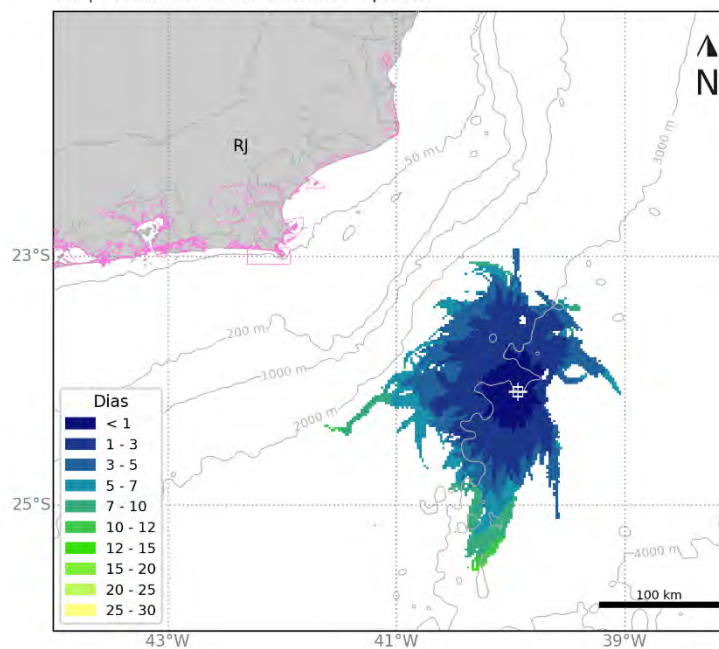 N
RJ
50 m
3000 m
23°S
200 m
1000 m
2000 m
Dias
< 1
1 - 3
3 - 5
5 - 7
7 - 10
10 - 12
12 - 15
15 - 20
20 - 25
25 - 30
25°S
4000 m
100 km
43°W
41°W
39°W